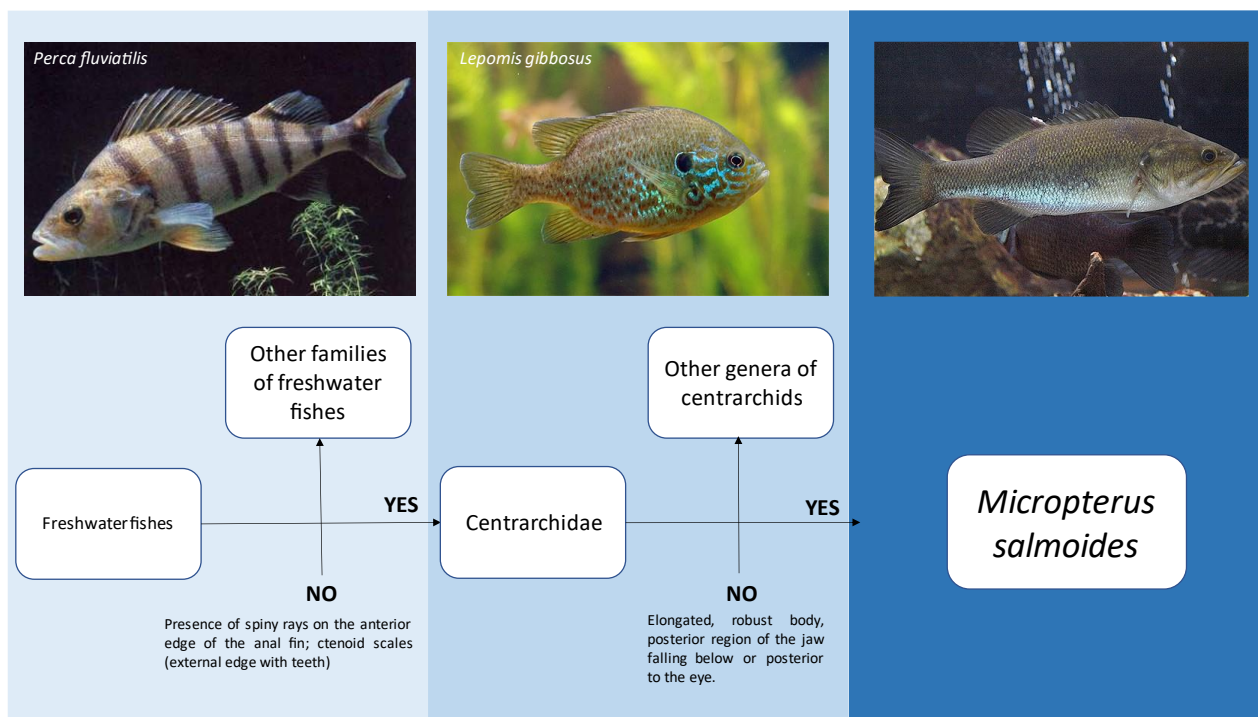 Perca fluviatilis
Lepomis gibbosus
Other families
of freshwater
fishes
Other genera of
centrarchids
Freshwater fishes
YES
Centrarchidae
YES
Micropterus
salmoides
NO
Presence of spiny rays on the anterior
edge of the anal fin; ctenoid scales
(external edge with teeth)
NO
Elongated, robust body,
posterior region of the jaw
falling below or posterior
to the eye.